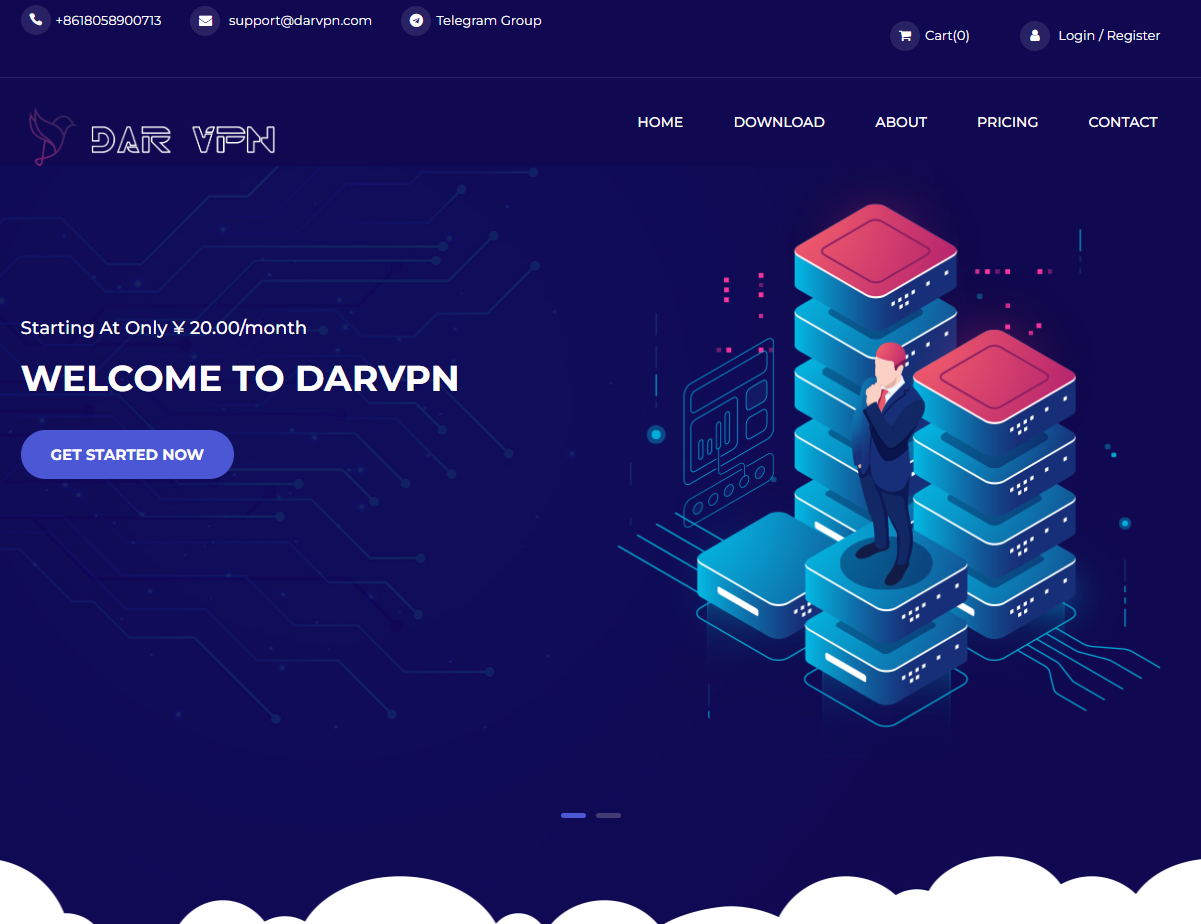 +8618058900713
support@darvpn.com
Telegram Group
Cart(0)
Login / Register
DAR VPN
HOME
DOWNLOAD
ABOUT
PRICING
CONTACT
Starting At Only ¥ 20.00/month
WELCOME TO DARVPN
GET STARTED NOW